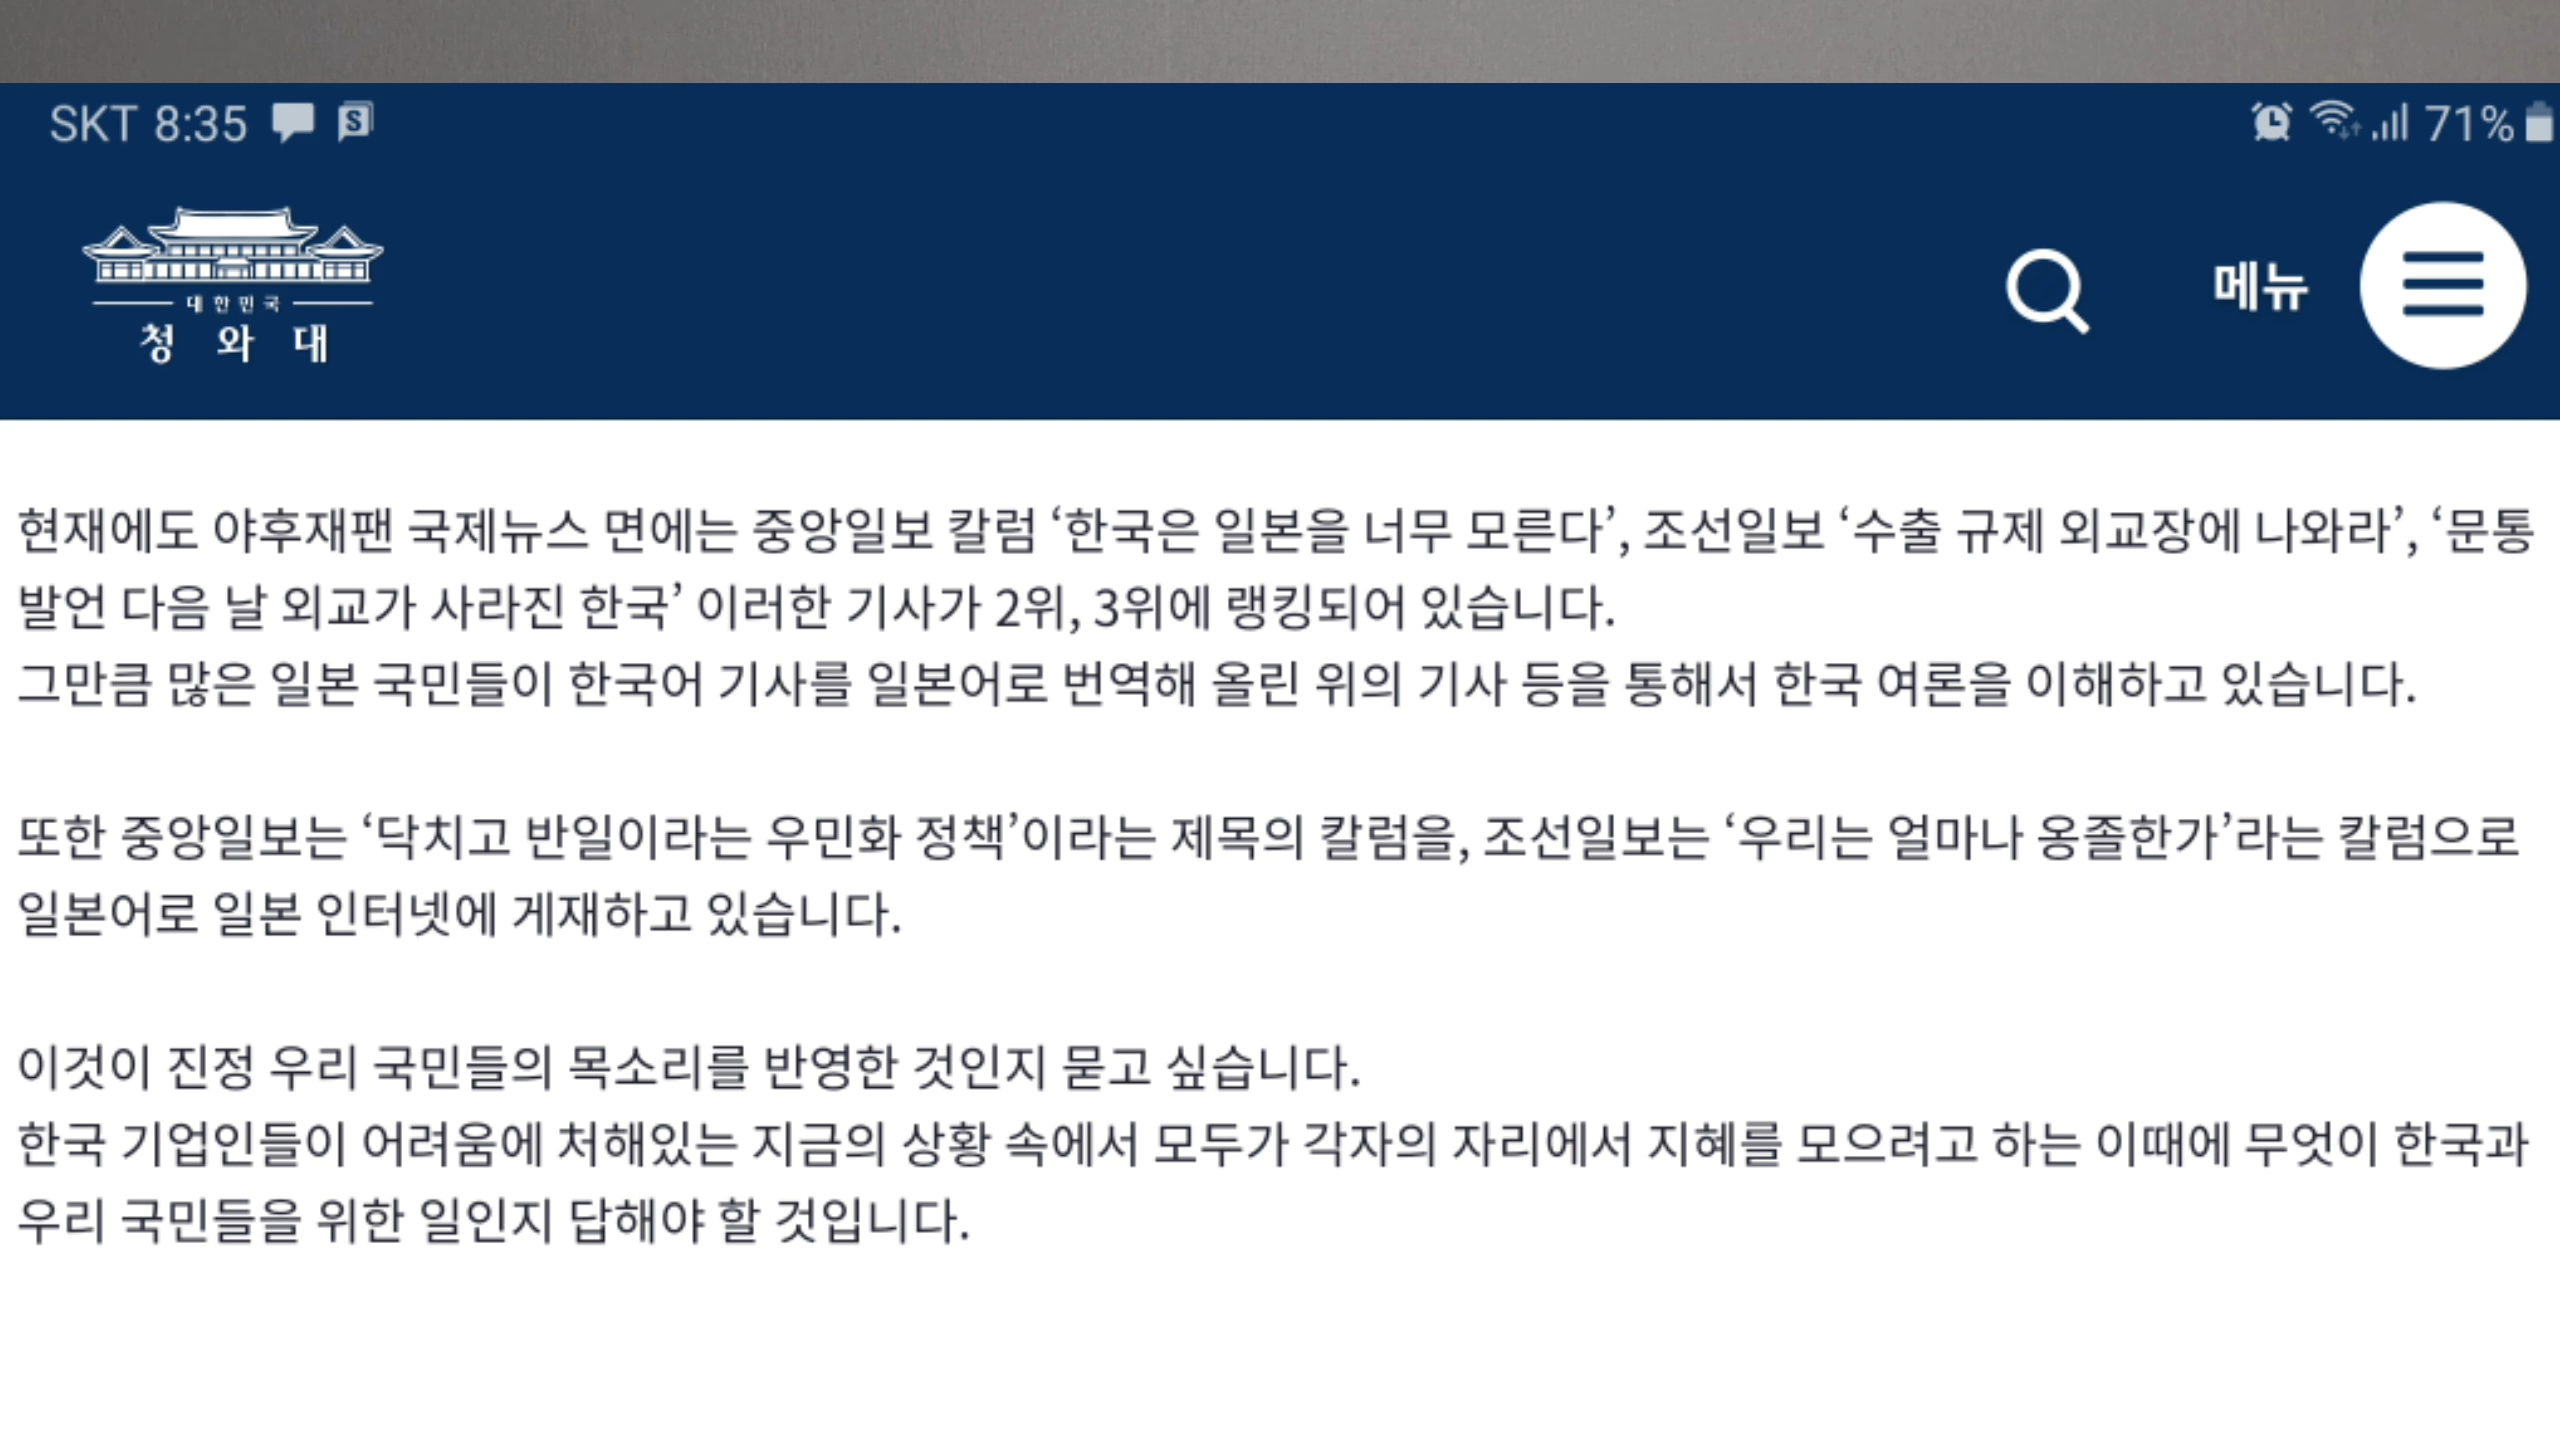 SKT 8:35
71%
대한민국
청와대
메뉴
현재에도 야후재팬 국제뉴스 면에는 중앙일보 칼럼 ‘한국은 일본을 너무 모른다’, 조선일보 ‘수출 규제 외교장에 나와라’, ‘문통
발언 다음 날 외교가 사라진 한국’ 이러한 기사가 2위, 3위에 랭킹되어 있습니다.
그만큼 많은 일본 국민들이 한국어 기사를 일본어로 번역해 올린 위의 기사 등을 통해서 한국 여론을 이해하고 있습니다.
또한 중앙일보는 ‘닥치고 반일이라는 우민화 정책’이라는 제목의 칼럼을, 조선일보는 ‘우리는 얼마나 옹졸한가’라는 칼럼으로
일본어로 일본 인터넷에 게재하고 있습니다.
이것이 진정 우리 국민들의 목소리를 반영한 것인지 묻고 싶습니다.
한국 기업인들이 어려움에 처해있는 지금의 상황 속에서 모두가 각자의 자리에서 지혜를 모으려고 하는 이때에 무엇이 한국과
우리 국민들을 위한 일인지 답해야 할 것입니다.